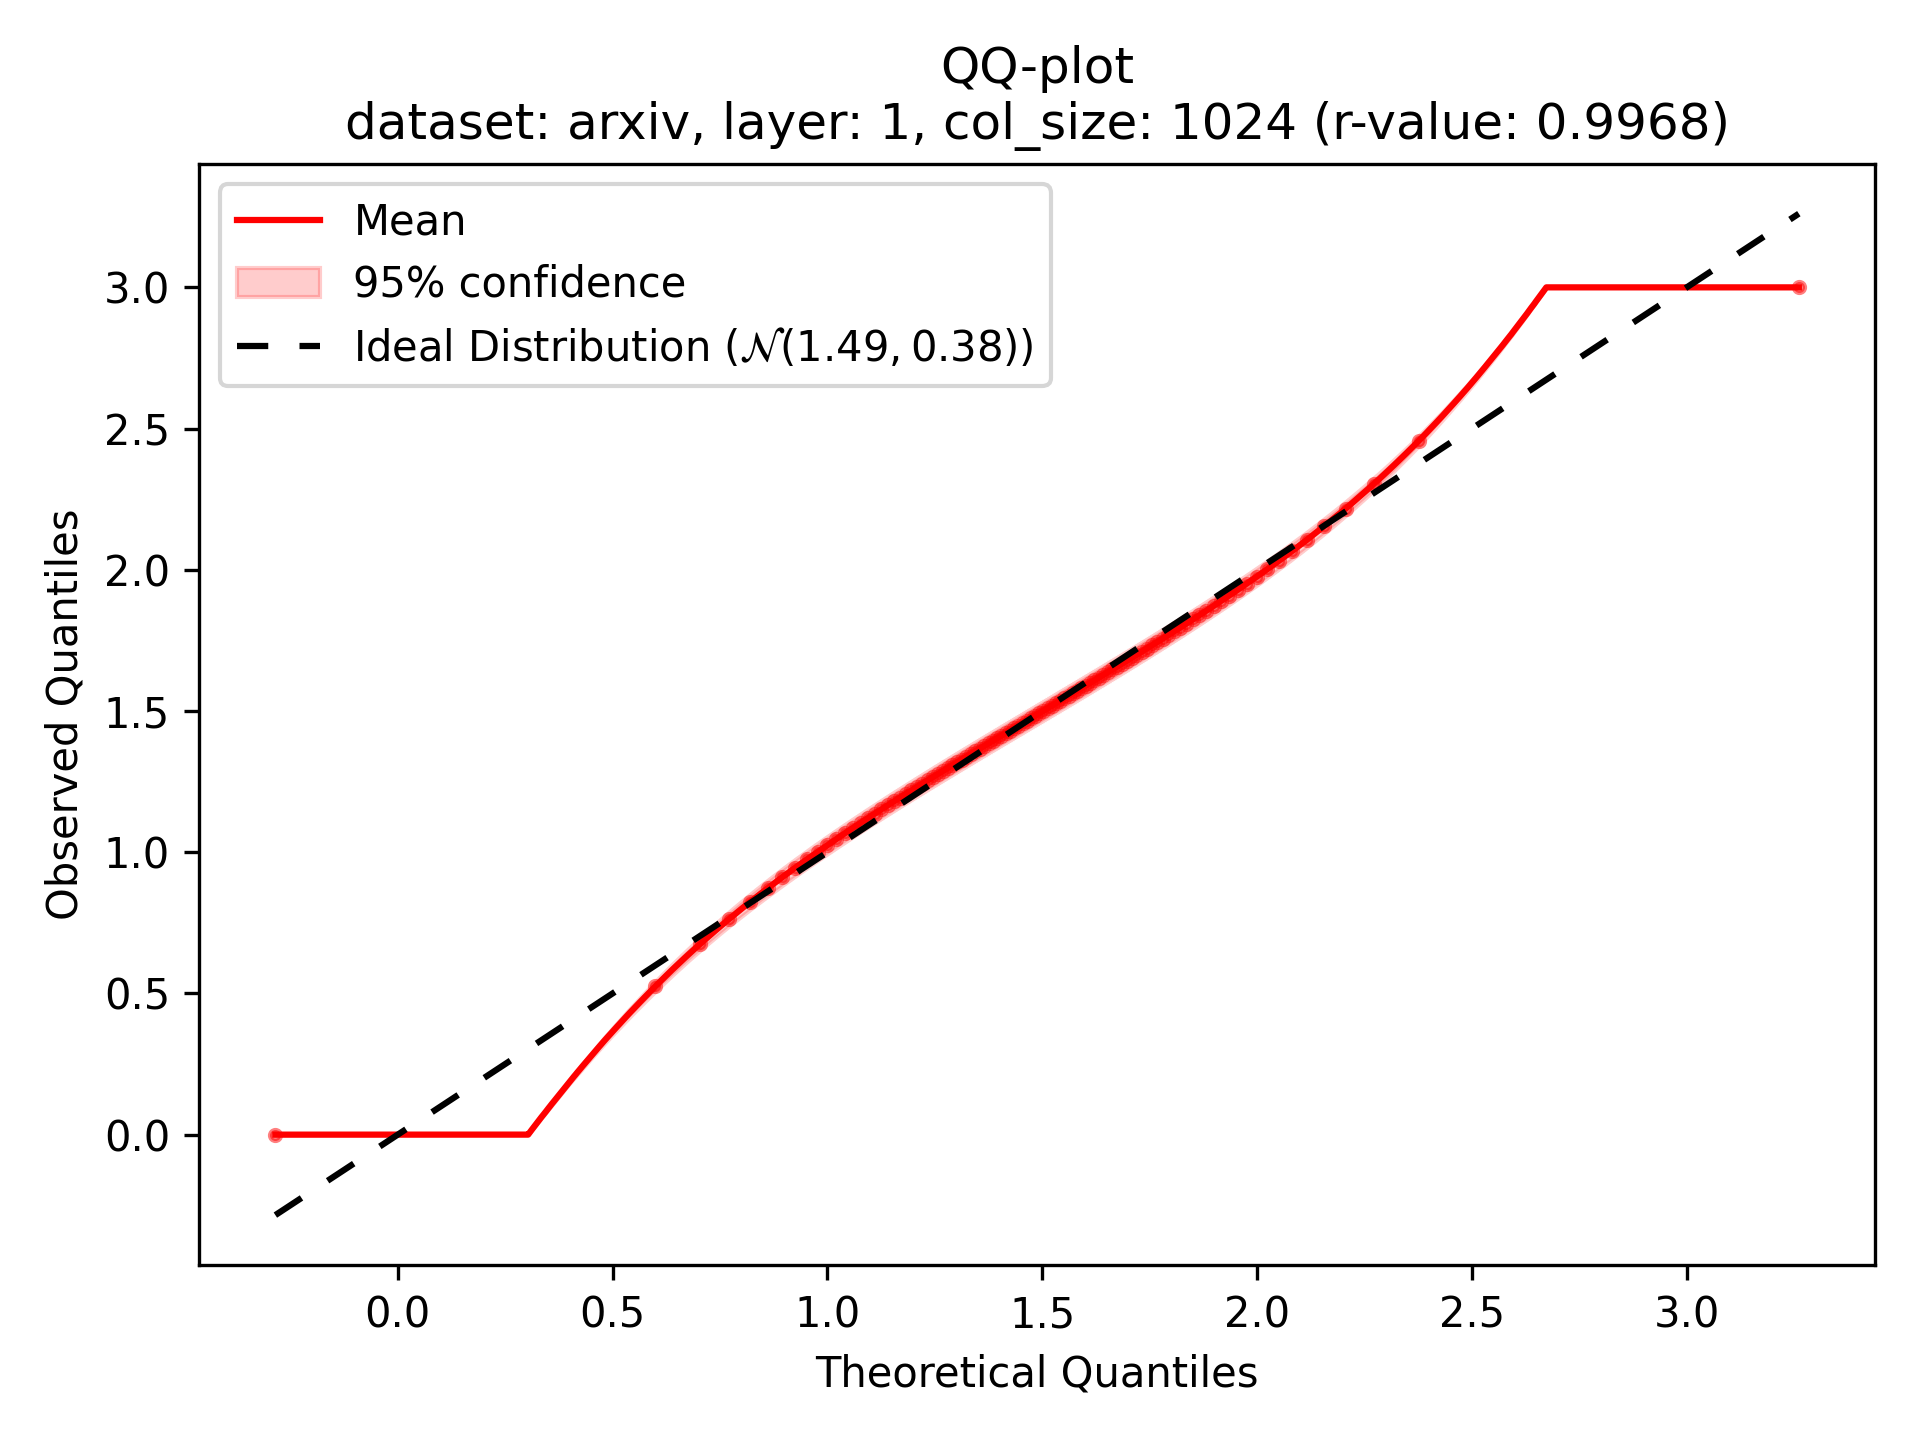 QQ-plot
dataset: arxiv, layer: 1, col_size: 1024 (r-value: 0.9968)
Mean
95% confidence
Ideal Distribution (𝒩(1.49, 0.38))
3.0
2.5
2.0
1.5
1.0
0.5
0.0
Observed Quantiles
0.0 0.5 1.0 1.5 2.0 2.5 3.0
Theoretical Quantiles